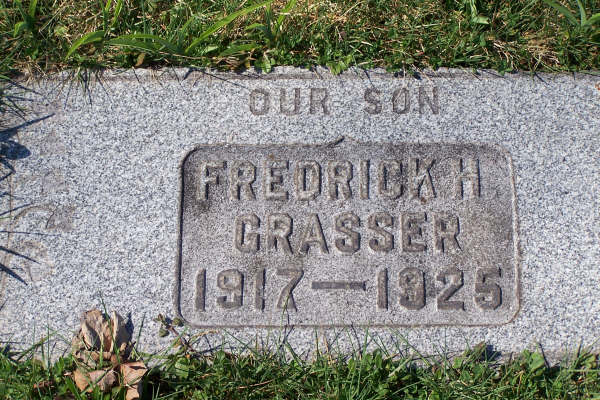 OUR SON
FREDRICK H
GRASSER
1917—1925